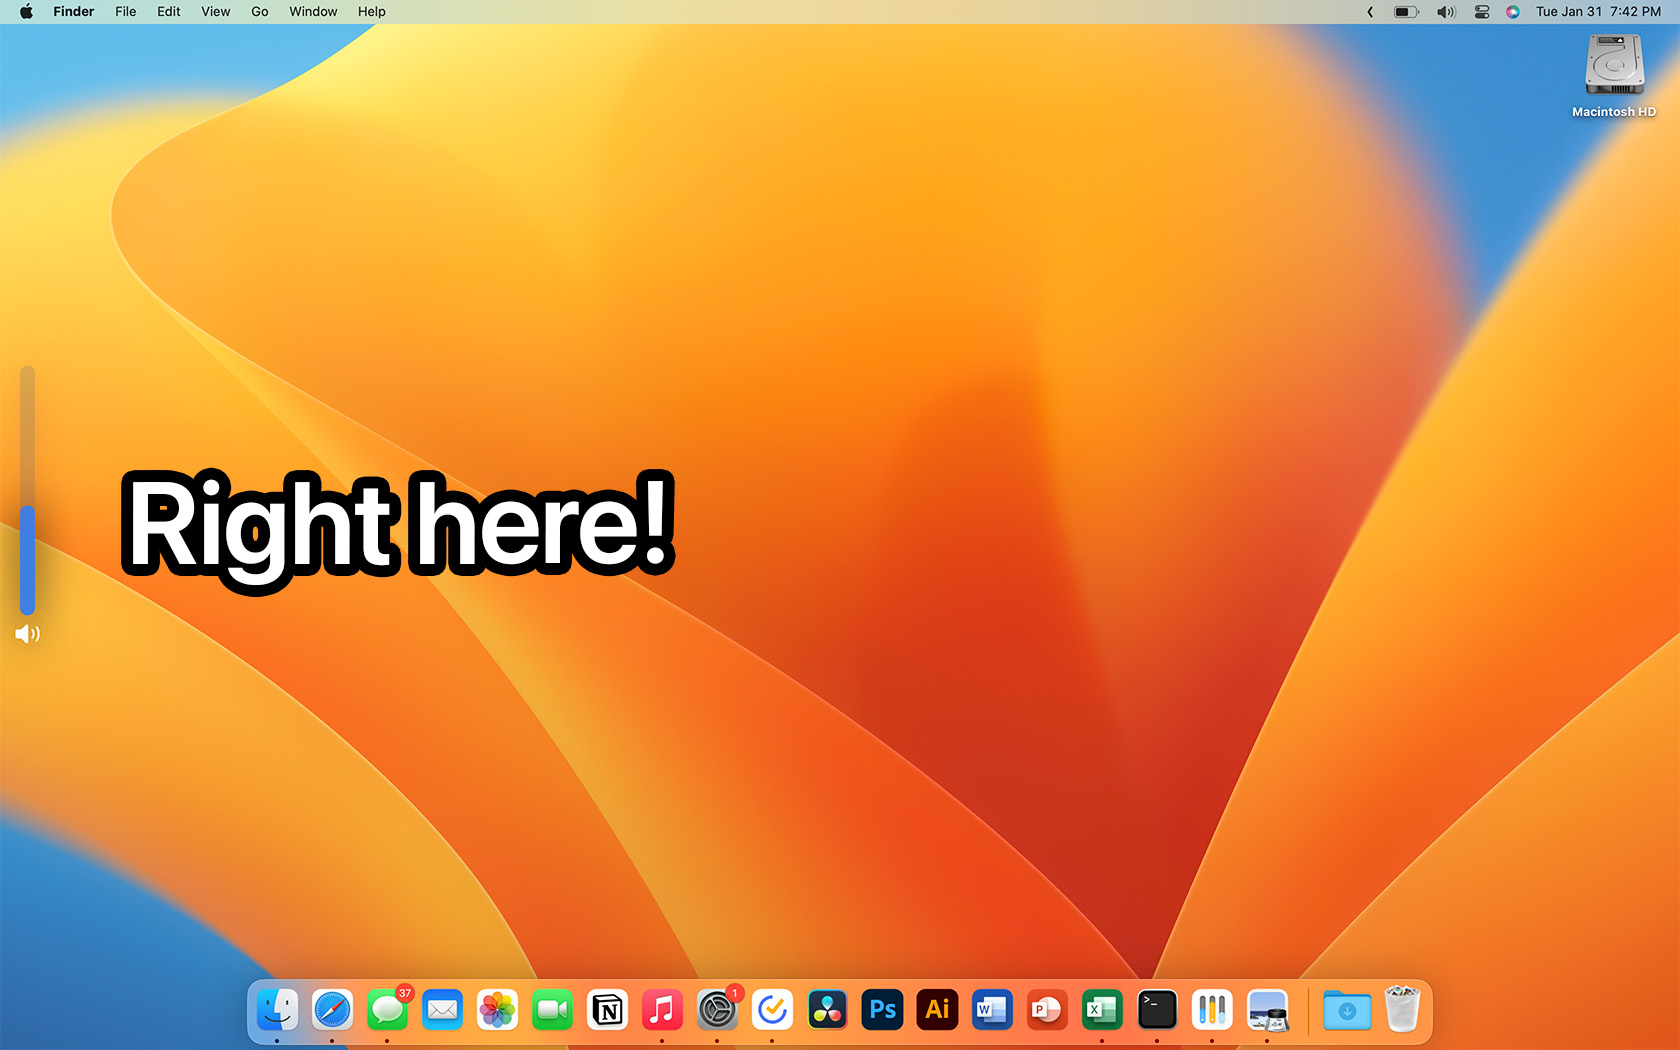 Finder File Edit View Go Window Help Tue Jan 31 7:42 PM
Macintosh HD
Right here!
37 1
N Ps Ai W P X >_